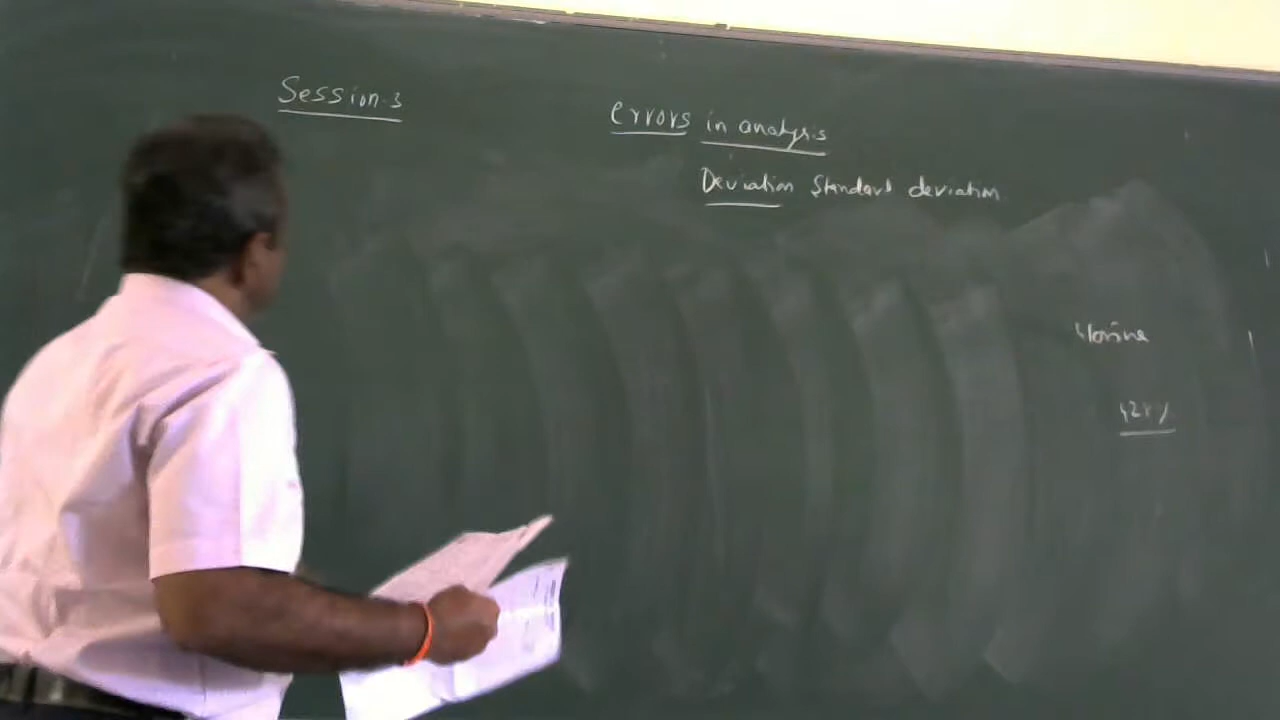 Session-3
Errors in analysis
Deviation Standard deviation